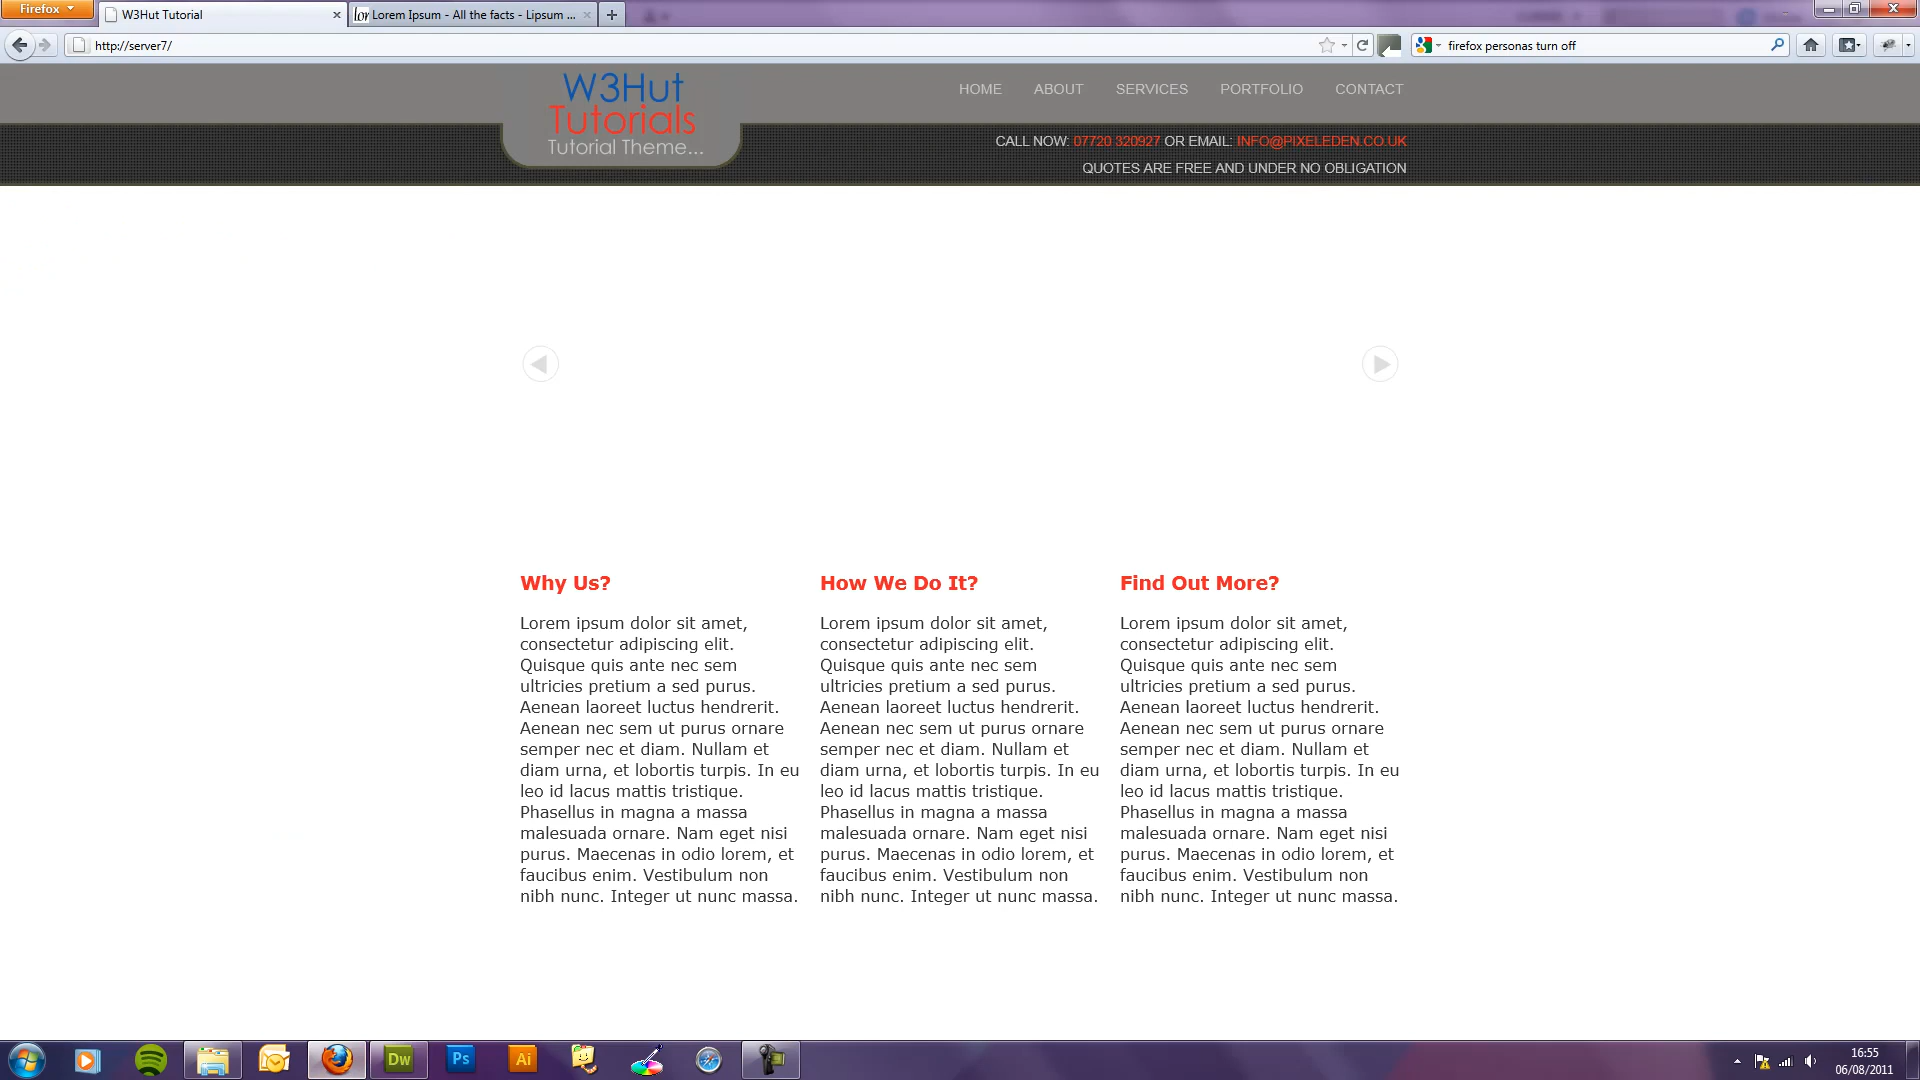 Firefox
W3Hut Tutorial
Lorem Ipsum - All the facts - Lipsum ...
http://server7/
firefox personas turn off
W3Hut
Tutorials
Tutorial Theme...
HOME ABOUT SERVICES PORTFOLIO CONTACT
CALL NOW: 07720 320927 OR EMAIL: INFO@PIXELEDEN.CO.UK
QUOTES ARE FREE AND UNDER NO OBLIGATION
Why Us?
Lorem ipsum dolor sit amet,
consectetur adipiscing elit.
Quisque quis ante nec sem
ultricies pretium a sed purus.
Aenean laoreet luctus hendrerit.
Aenean nec sem ut purus ornare
semper nec et diam. Nullam et
diam urna, et lobortis turpis. In eu
leo id lacus mattis tristique.
Phasellus in magna a massa
malesuada ornare. Nam eget nisi
purus. Maecenas in odio lorem, et
faucibus enim. Vestibulum non
nibh nunc. Integer ut nunc massa.
How We Do It?
Lorem ipsum dolor sit amet,
consectetur adipiscing elit.
Quisque quis ante nec sem
ultricies pretium a sed purus.
Aenean laoreet luctus hendrerit.
Aenean nec sem ut purus ornare
semper nec et diam. Nullam et
diam urna, et lobortis turpis. In eu
leo id lacus mattis tristique.
Phasellus in magna a massa
malesuada ornare. Nam eget nisi
purus. Maecenas in odio lorem, et
faucibus enim. Vestibulum non
nibh nunc. Integer ut nunc massa.
Find Out More?
Lorem ipsum dolor sit amet,
consectetur adipiscing elit.
Quisque quis ante nec sem
ultricies pretium a sed purus.
Aenean laoreet luctus hendrerit.
Aenean nec sem ut purus ornare
semper nec et diam. Nullam et
diam urna, et lobortis turpis. In eu
leo id lacus mattis tristique.
Phasellus in magna a massa
malesuada ornare. Nam eget nisi
purus. Maecenas in odio lorem, et
faucibus enim. Vestibulum non
nibh nunc. Integer ut nunc massa.
Dw Ps Ai
16:55
06/08/2011